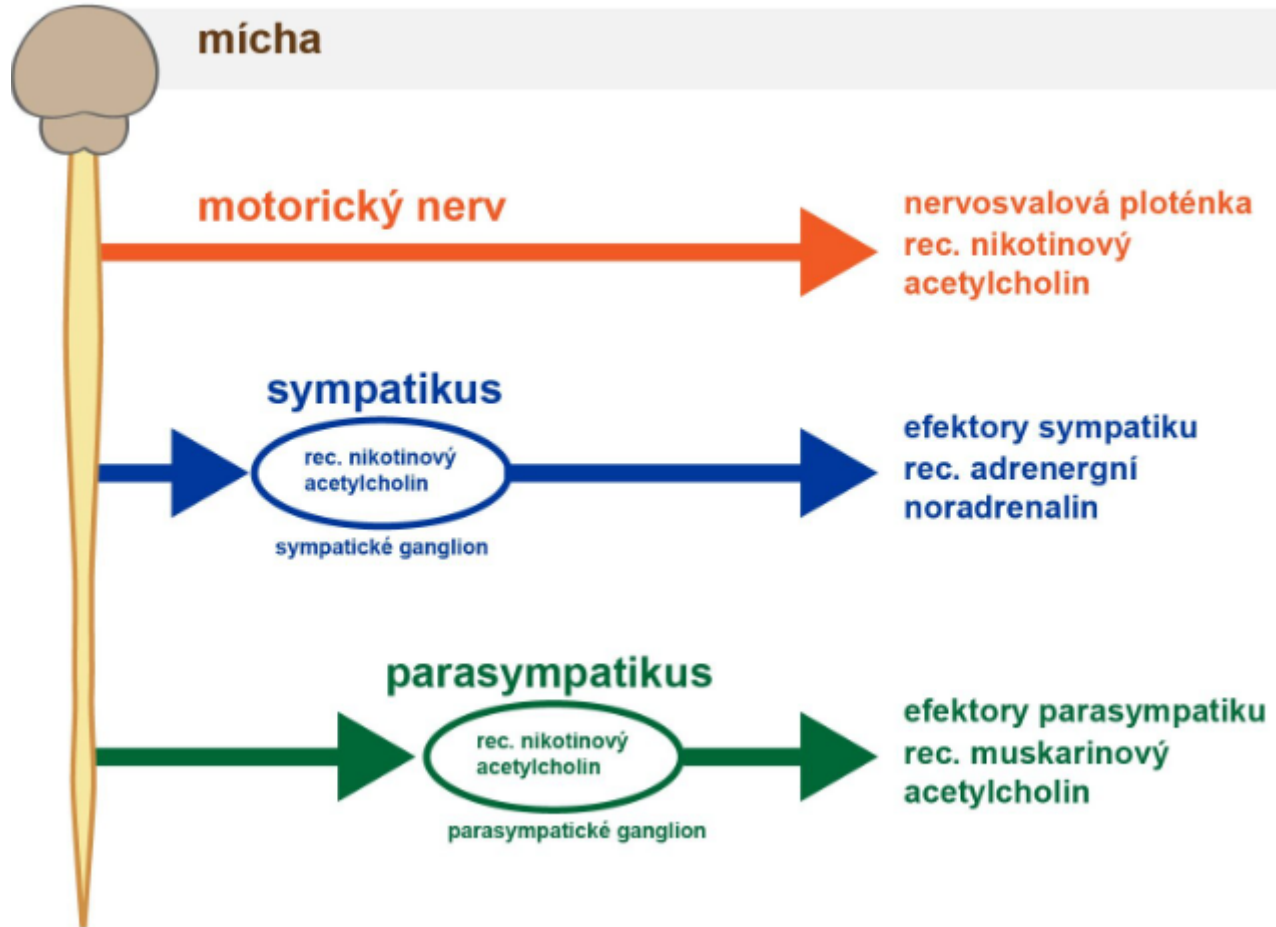 mícha
motorický nerv
nervosvalová ploténka
rec. nikotinový
acetylcholin
sympatikus
rec. nikotinový
acetylcholin
sympatické ganglion
efektory sympatiku
rec. adrenergní
noradrenalin
parasympatikus
rec. nikotinový
acetylcholin
parasympatické ganglion
efektory parasympatiku
rec. muskarinový
acetylcholin